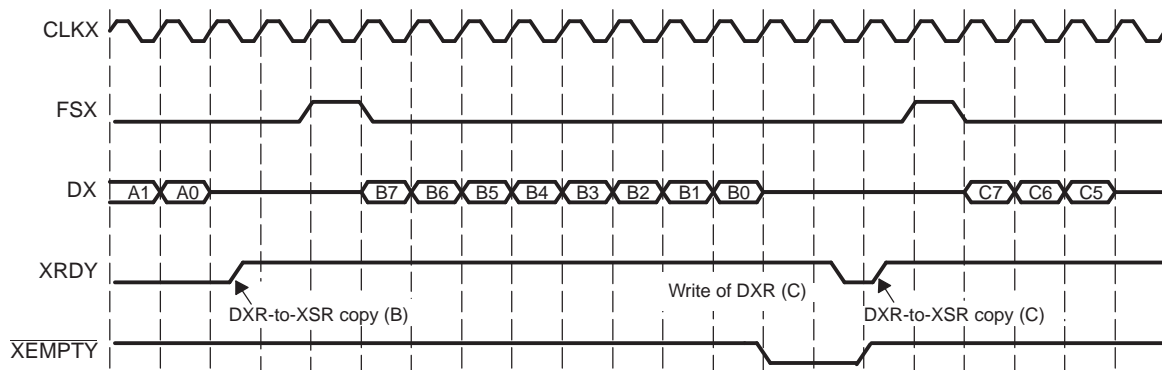 CLKX
FSX
DX A1 A0 B7 B6 B5 B4 B3 B2 B1 B0 C7 C6 C5
XRDY
Write of DXR (C)
DXR-to-XSR copy (B) DXR-to-XSR copy (C)
XEMPTY